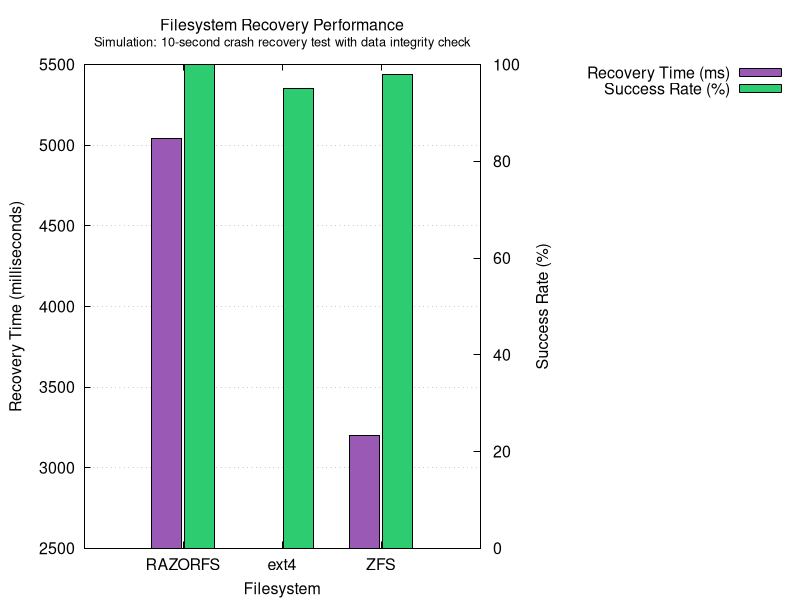 Filesystem Recovery Performance
Simulation: 10-second crash recovery test with data integrity check
Recovery Time (ms)
Success Rate (%)
Recovery Time (milliseconds)
5500
5000
4500
4000
3500
3000
2500
100
80
60
40
20
0
Success Rate (%)
RAZORFS ext4 ZFS
Filesystem